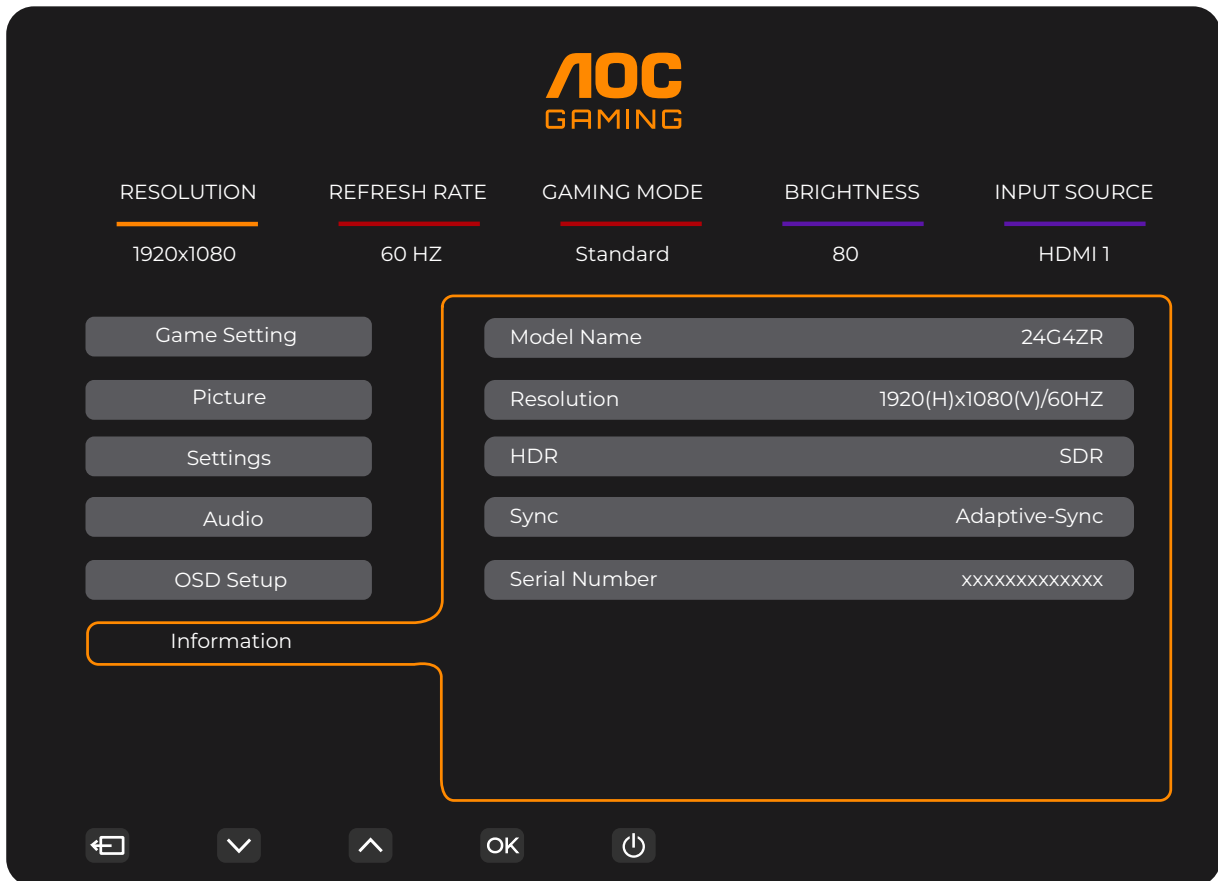 AOC
GAMING
RESOLUTION REFRESH RATE GAMING MODE BRIGHTNESS INPUT SOURCE
1920x1080 60 HZ Standard 80 HDMI 1
Game Setting Model Name 24G4ZR
Picture Resolution 1920(H)x1080(V)/60HZ
Settings HDR SDR
Audio Sync Adaptive-Sync
OSD Setup Serial Number xxxxxxxxxxxxx
Information
OK